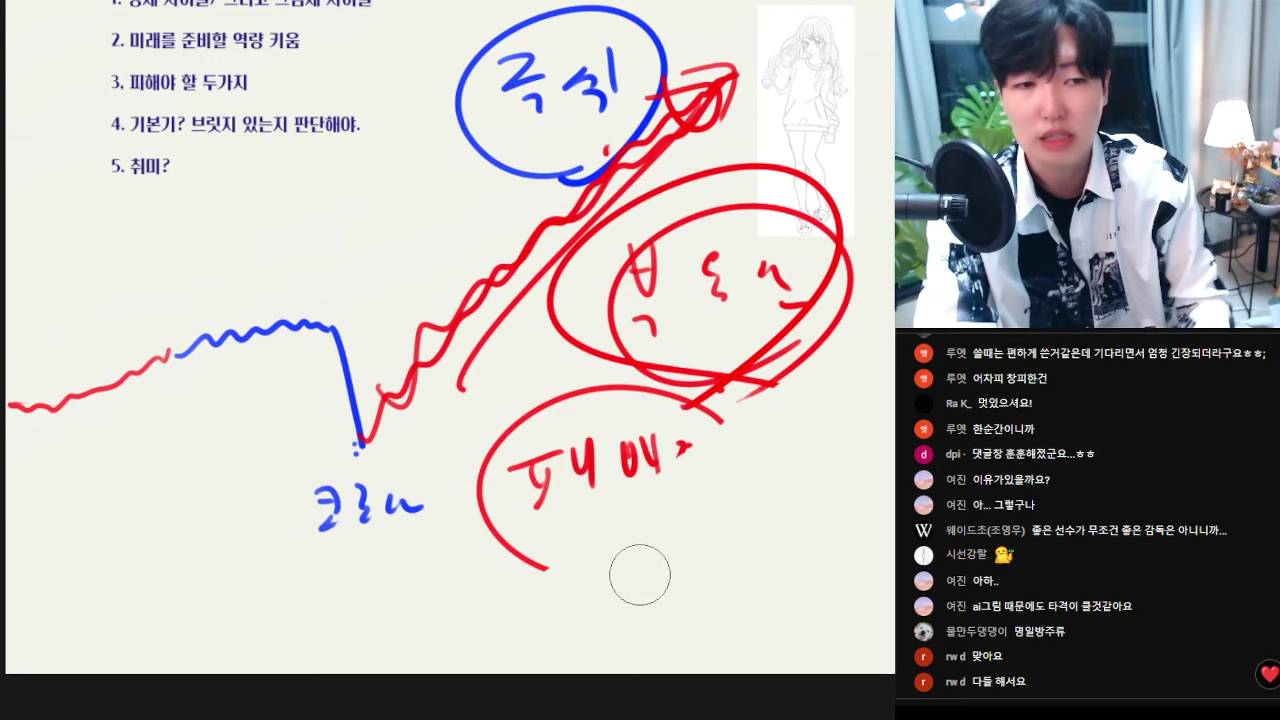 2. 미래를 준비할 역량 키움
3. 피해야 할 두가지
4. 기본기? 브릿지 있는지 판단해야.
5. 취미?
주식
코로나
루엣 쓸때는 편하게 쓴거같은데 기다리면서 엄청 긴장되더라구요ㅎㅎ;
루엣 어차피 창피한건
Ra K_ 멋있으셔요!
루엣 한순간이니까
dpi · 댓글창 훈훈해졌군요...ㅎㅎ
여진 이유가있을까요?
여진 아... 그렇구나
웨이드초(조영우) 좋은 선수가 무조건 좋은 감독은 아니니까...
시선강탈
여진 아하..
여진 ai그림 때문에도 타격이 클것같아요
물만두댕댕이 명일방주류
rw d 맞아요
rw d 다들 해서요